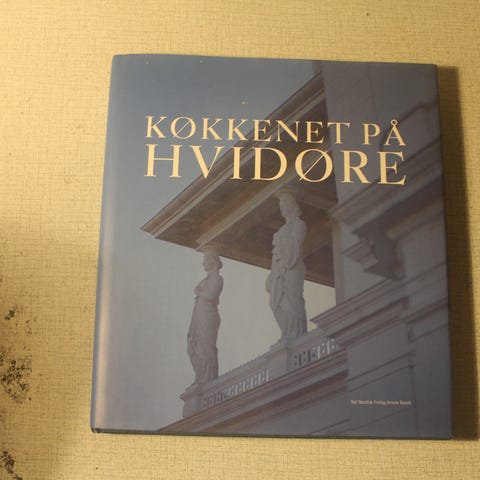 KØKKENET PÅ
HVIDØRE
Nyt Nordisk Forlag Arnold Busck